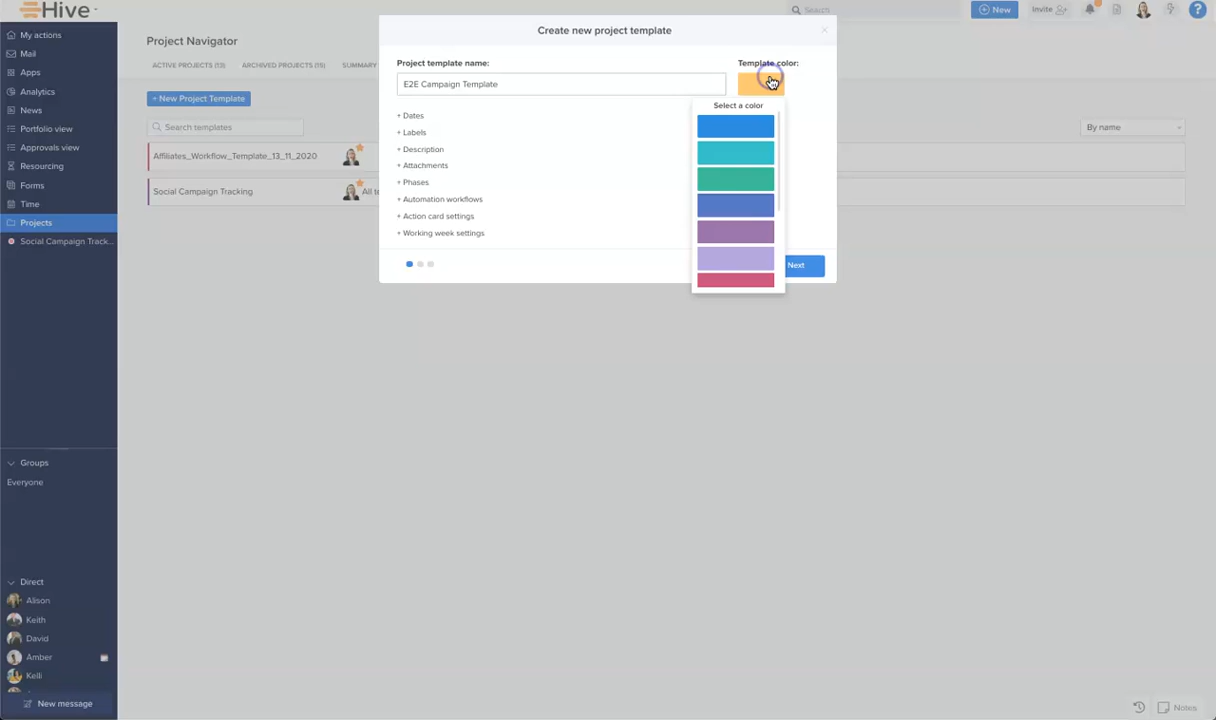 Hive
My actions
Mail
Apps
Analytics
News
Portfolio view
Approvals view
Resourcing
Forms
Time
Projects
Social Campaign Track...
Groups
Everyone
Direct
Alison
Keith
David
Amber
Kelli
New message
Search
New
Invite
?
Project Navigator
ACTIVE PROJECTS (13) ARCHIVED PROJECTS (15) SUMMARY
+ New Project Template
Search templates
By name
Affiliates_Workflow_Template_13_11_2020
Social Campaign Tracking All t
Create new project template
Project template name: Template color:
E2E Campaign Template
Select a color
+ Dates
+ Labels
+ Description
+ Attachments
+ Phases
+ Automation workflows
+ Action card settings
+ Working week settings
Next
Notes